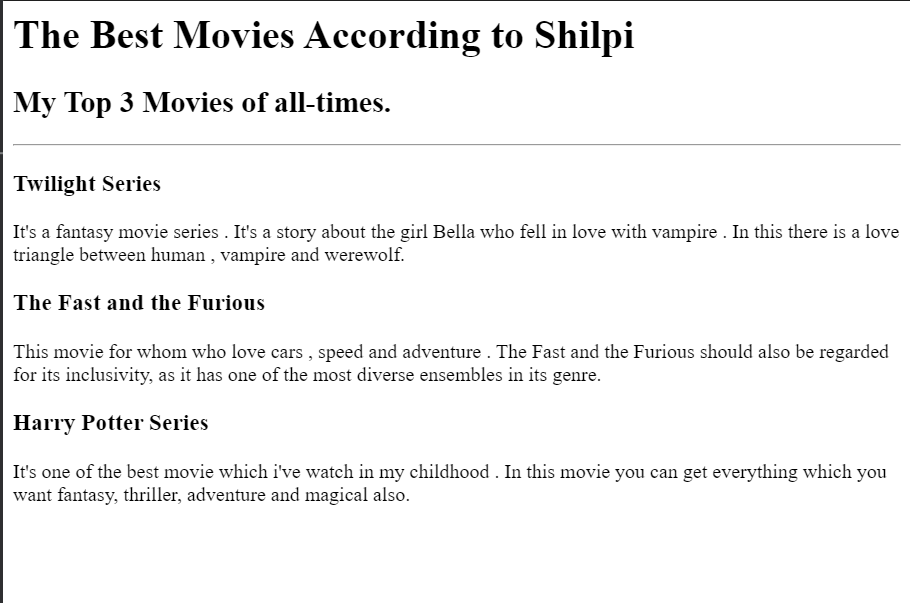 The Best Movies According to Shilpi
My Top 3 Movies of all-times.
Twilight Series
It's a fantasy movie series . It's a story about the girl Bella who fell in love with vampire . In this there is a love
triangle between human , vampire and werewolf.
The Fast and the Furious
This movie for whom who love cars , speed and adventure . The Fast and the Furious should also be regarded
for its inclusivity, as it has one of the most diverse ensembles in its genre.
Harry Potter Series
It's one of the best movie which i've watch in my childhood . In this movie you can get everything which you
want fantasy, thriller, adventure and magical also.